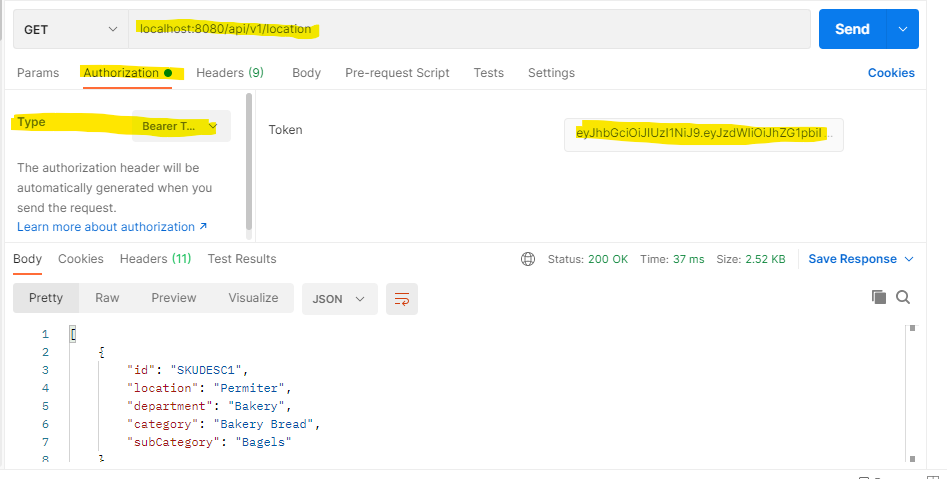 GET localhost:8080/api/v1/location Send
Params Authorization Headers (9) Body Pre-request Script Tests Settings Cookies
Type Bearer T...
The authorization header will be
automatically generated when you
send the request.
Learn more about authorization ↗
Token eyJhbGciOiJIUzI1NiJ9.eyJzdWIiOiJhZG1pbiI...
Body Cookies Headers (11) Test Results Status: 200 OK Time: 37 ms Size: 2.52 KB Save Response
Pretty Raw Preview Visualize JSON
1 [
2 {
3 "id": "SKUDESC1",
4 "location": "Permiter",
5 "department": "Bakery",
6 "category": "Bakery Bread",
7 "subCategory": "Bagels"
8 }